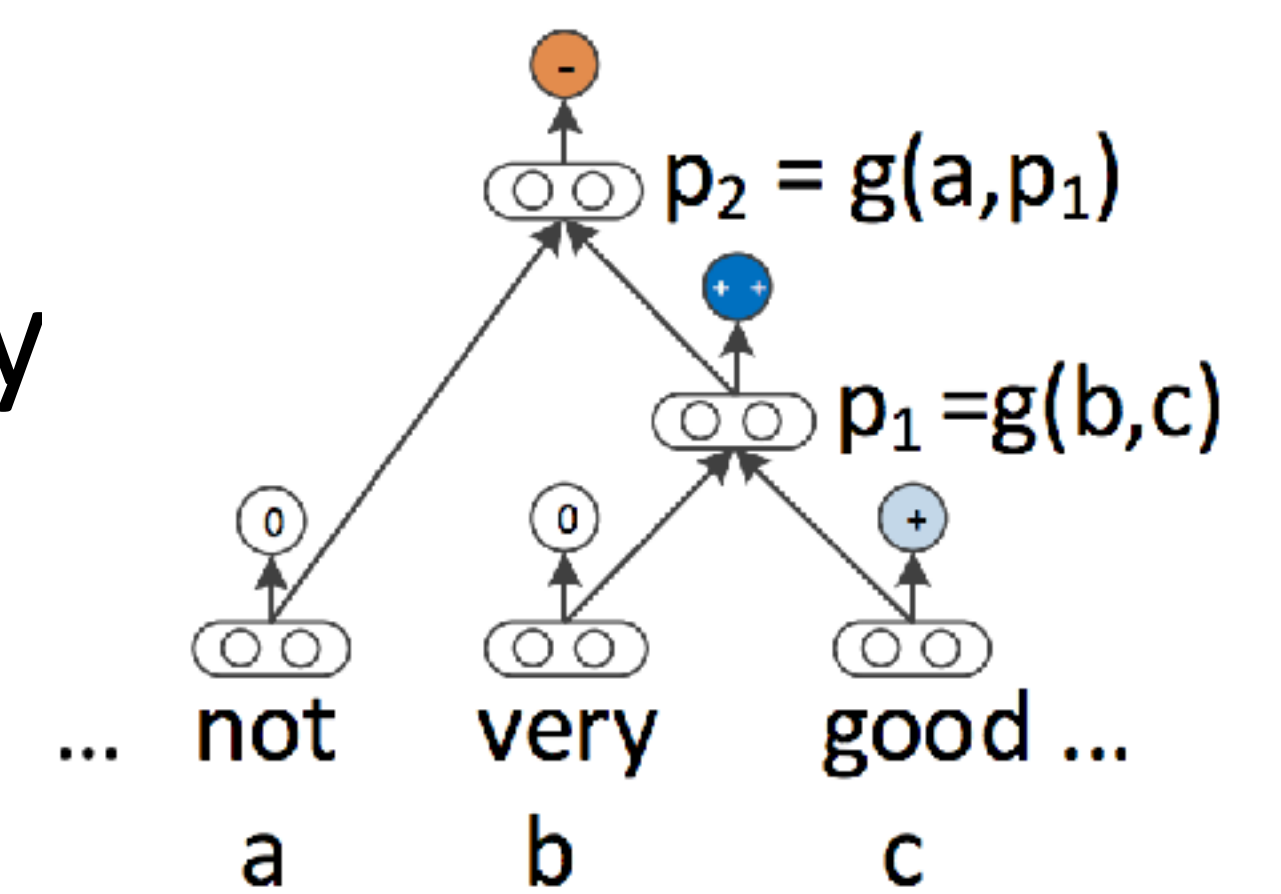 -
p₂ = g(a,p₁)
+ +
y
p₁ =g(b,c)
0 0 +
... not very good ...
a b c